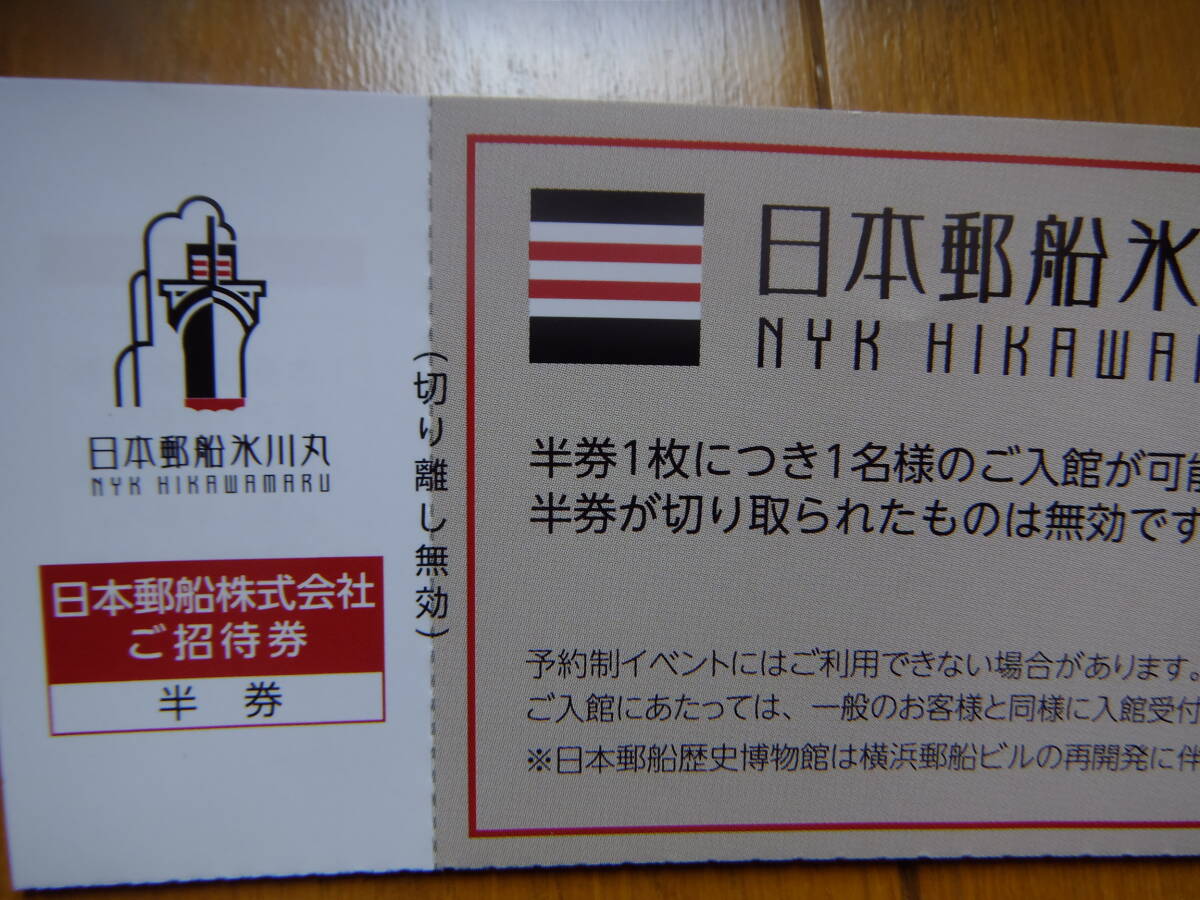 日本郵船氷川丸
NYK HIKAWAMARU
日本郵船株式会社
ご招待券
半 券
(切り離し無効)
日本郵船氷
NYK HIKAWA
半券1枚につき1名様のご入館が可能
半券が切り取られたものは無効です
予約制イベントにはご利用できない場合があります。
ご入館にあたっては、一般のお客様と同様に入館受付
※日本郵船歴史博物館は横浜郵船ビルの再開発に伴